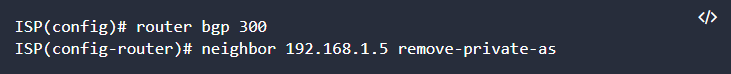 ISP(config)# router bgp 300
ISP(config-router)# neighbor 192.168.1.5 remove-private-as